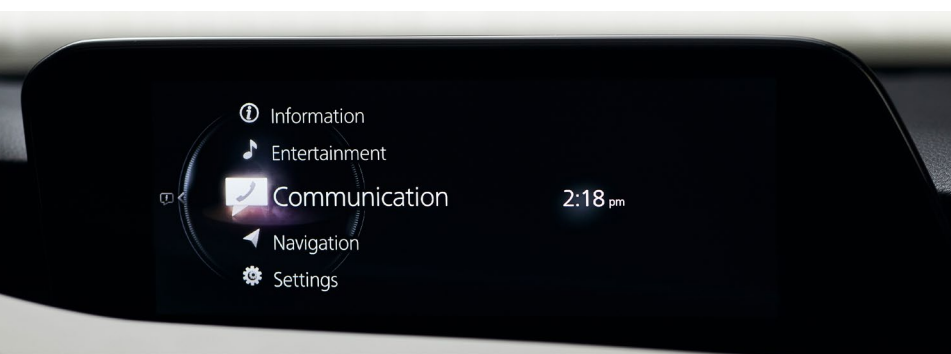 Information
Entertainment
Communication
2:18 pm
Navigation
Settings